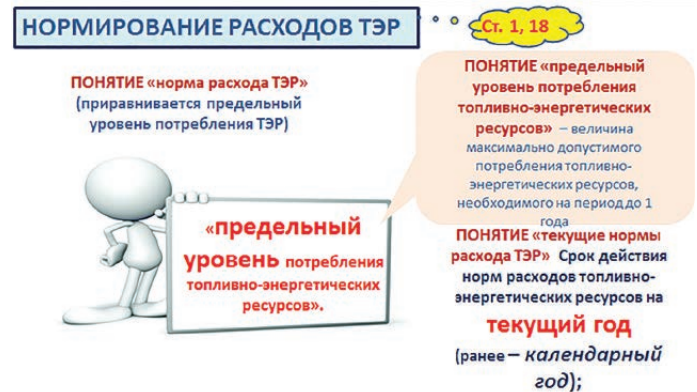 НОРМИРОВАНИЕ РАСХОДОВ ТЭР
Ст. 1, 18
ПОНЯТИЕ «норма расхода ТЭР»
(приравнивается предельный
уровень потребления ТЭР)
«предельный
уровень потребления
топливно-энергетических
ресурсов».
ПОНЯТИЕ «предельный
уровень потребления
топливно-энергетических
ресурсов» – величина
максимально допустимого
потребления топливно-
энергетических ресурсов,
необходимого на период до 1
года
ПОНЯТИЕ «текущие нормы
расхода ТЭР» Срок действия
норм расходов топливно-
энергетических ресурсов на
текущий год
(ранее – календарный
год);